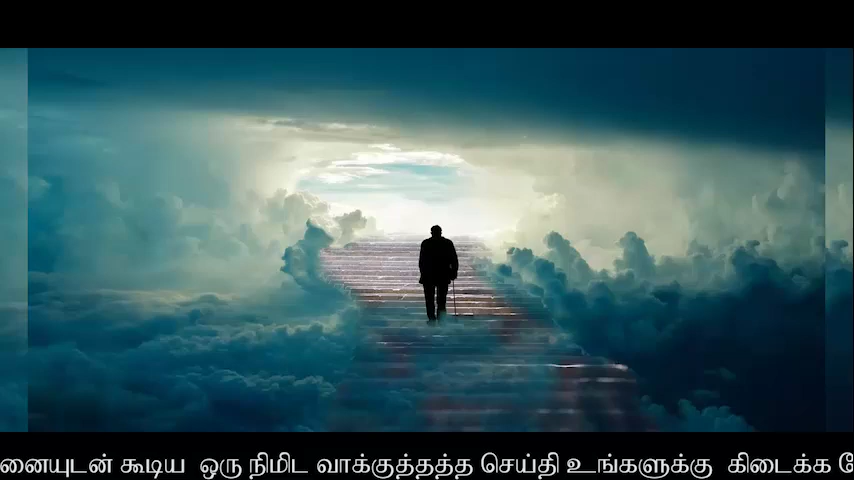 னையுடன் கூடிய ஒரு நிமிட வாக்குத்தத்த செய்தி உங்களுக்கு கிடைக்க